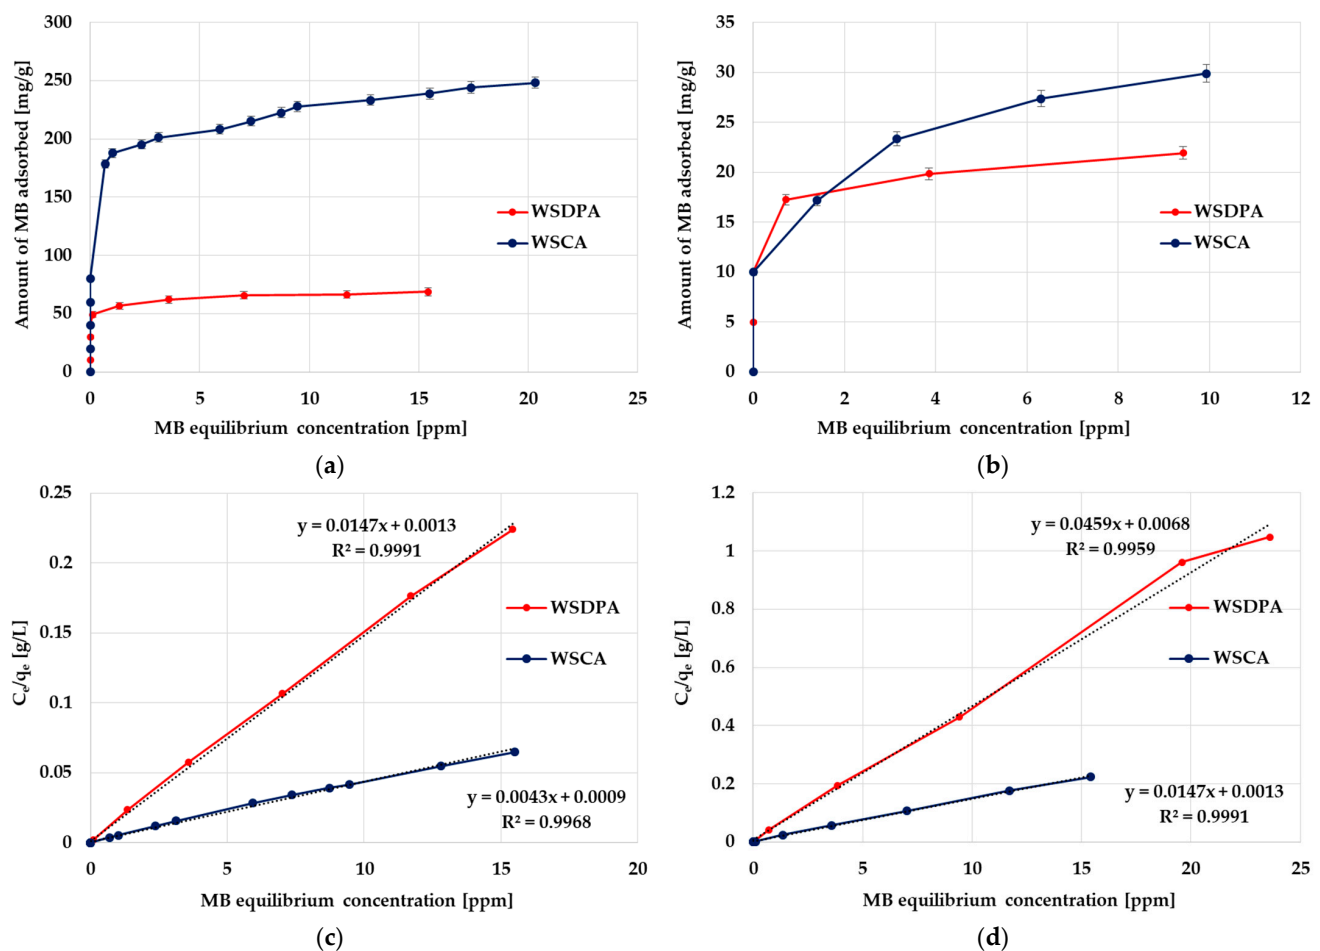 300
250
200
150
100
50
0
Amount of MB adsorbed [mg/g]
WSDPA
WSCA
0 5 10 15 20 25
MB equilibrium concentration [ppm]
(a)
35
30
25
20
15
10
5
0
Amount of MB adsorbed [mg/g]
WSDPA
WSCA
0 2 4 6 8 10 12
MB equilibrium concentration [ppm]
(b)
0.25
0.2
0.15
0.1
0.05
0
Ce/qe [g/L]
y = 0.0147x + 0.0013
R² = 0.9991
WSDPA
WSCA
y = 0.0043x + 0.0009
R² = 0.9968
0 5 10 15 20
MB equilibrium concentration [ppm]
(c)
1.2
1
0.8
0.6
0.4
0.2
0
Ce/qe [g/L]
y = 0.0459x + 0.0068
R² = 0.9959
WSDPA
WSCA
y = 0.0147x + 0.0013
R² = 0.9991
0 5 10 15 20 25
MB equilibrium concentration [ppm]
(d)